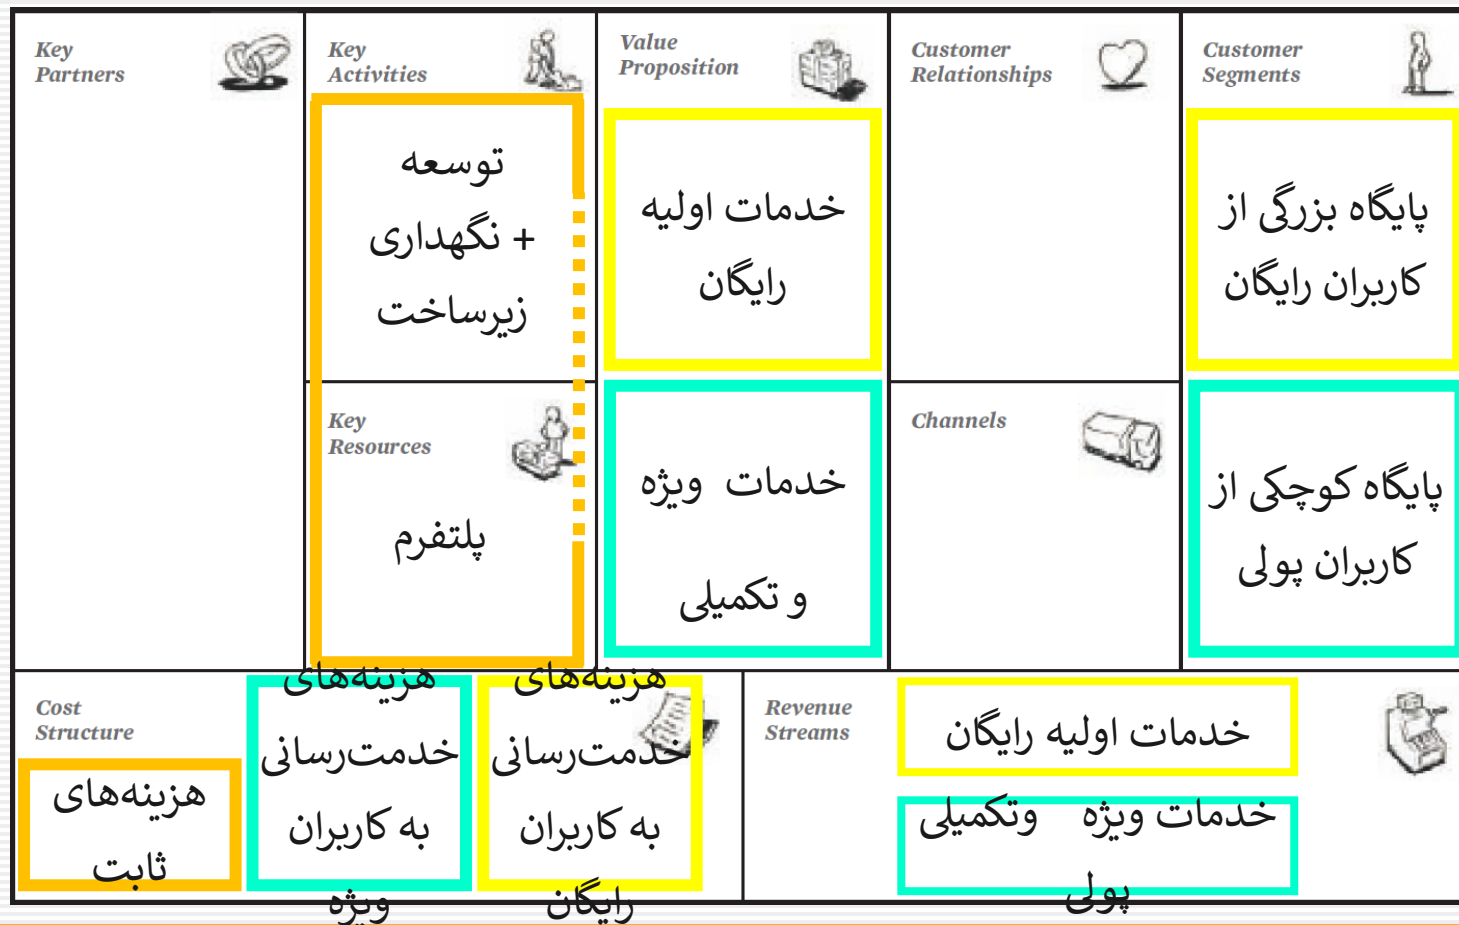 Key
Partners
Key
Activities
توسعه
+ نگهداری
زیرساخت
Key
Resources
پلتفرم
Value
Proposition
خدمات اولیه
رایگان
خدمات ویژه
و تکمیلی
Customer
Relationships
Channels
Customer
Segments
پایگاه بزرگی از
کاربران رایگان
پایگاه کوچکی از
کاربران پولی
Cost
Structure
هزینه‌های
ثابت
هزینه‌های
خدمت‌رسانی
به کاربران
ویژه
هزینه‌های
خدمت‌رسانی
به کاربران
رایگان
Revenue
Streams
خدمات اولیه رایگان
خدمات ویژه وتکمیلی
پولی